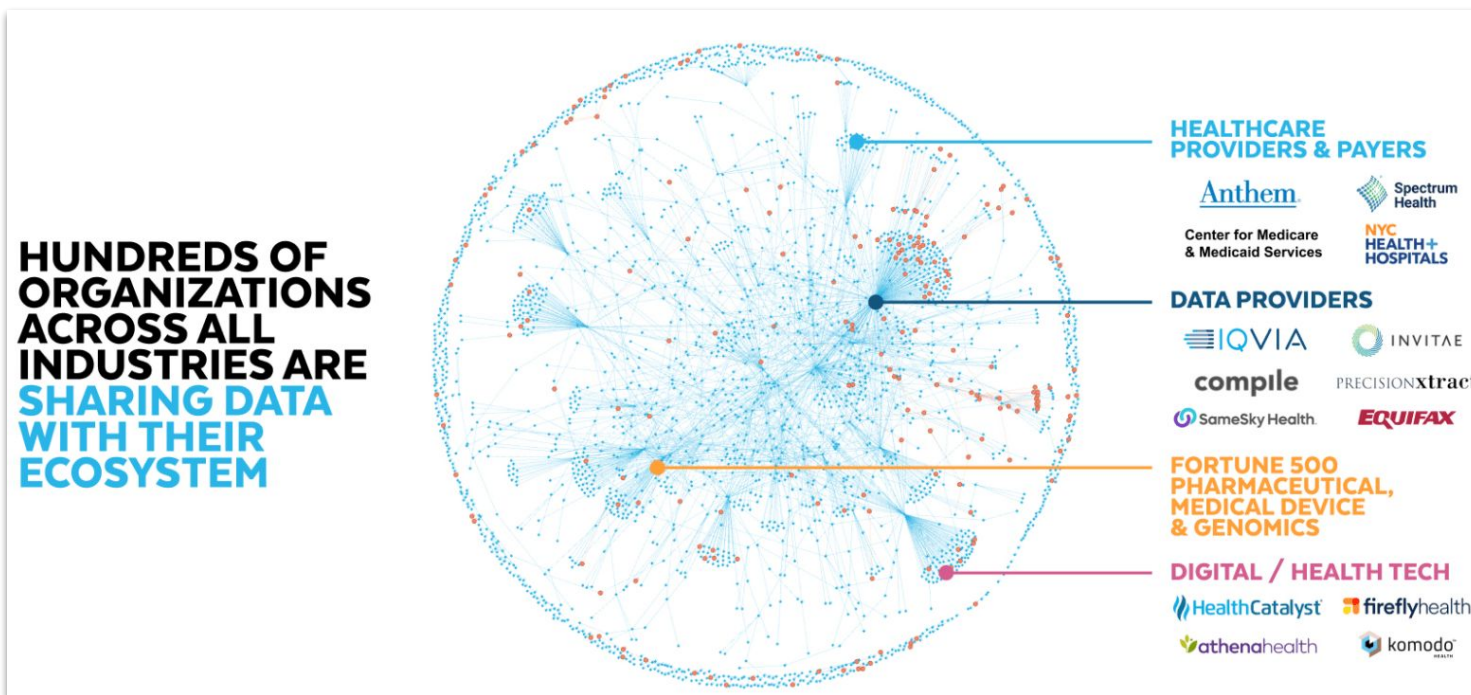 HUNDREDS OF
ORGANIZATIONS
ACROSS ALL
INDUSTRIES ARE
SHARING DATA
WITH THEIR
ECOSYSTEM
HEALTHCARE
PROVIDERS & PAYERS
Anthem.
Spectrum
Health
Center for Medicare
& Medicaid Services
NYC
HEALTH+
HOSPITALS
DATA PROVIDERS
IQVIA
INVITAE
compile
PRECISIONxtract
SameSky Health.
EQUIFAX
FORTUNE 500
PHARMACEUTICAL,
MEDICAL DEVICE
& GENOMICS
DIGITAL / HEALTH TECH
HealthCatalyst
fireflyhealth
athenahealth
komodo
HEALTH